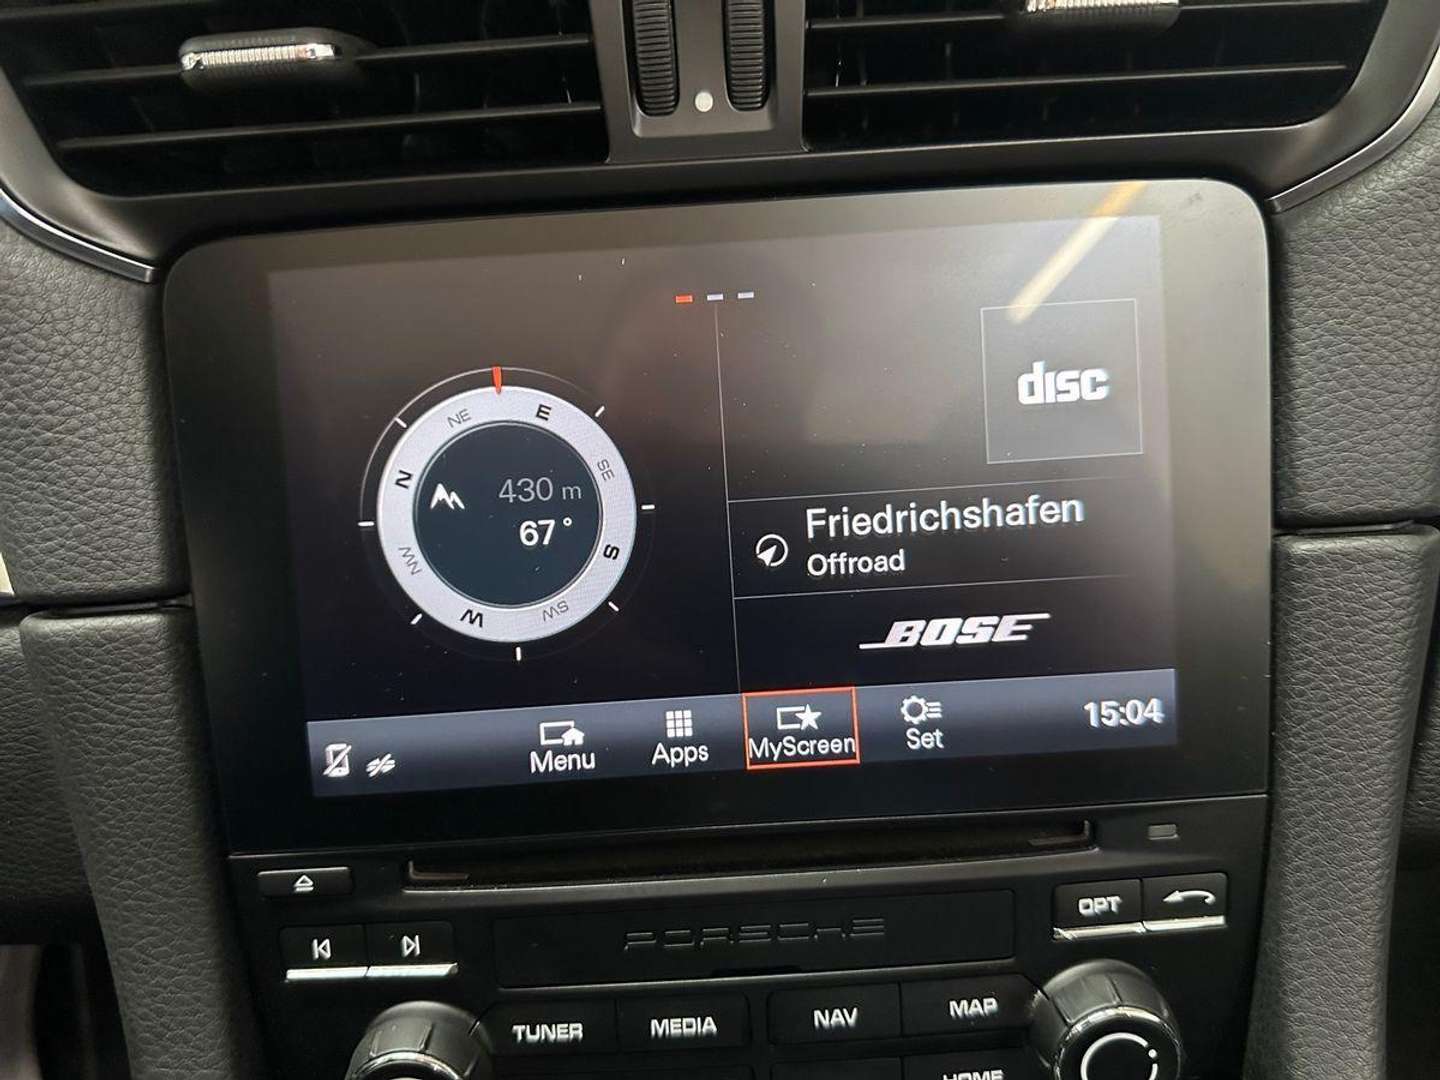 disc
NE
E
N
SE
430 m
67°
NW
S
W
SW
Friedrichshafen
Offroad
BOSE
Menu
Apps
MyScreen
Set
15:04
OPT
PORSCHE
TUNER
MEDIA
NAV
MAP
HOME